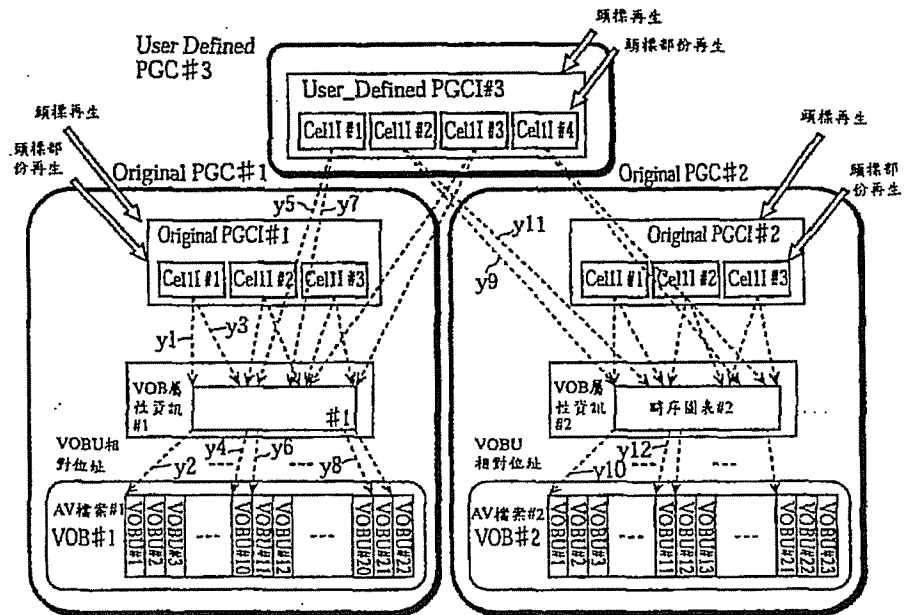 頭標再生
頭標部份再生
User Defined
PGC#3
User_Defined PGCI#3
CellI #1
CellI #2
CellI #3
CellI #4
頭標再生
頭標部
份再生
Original PGC#1
Original PGCI#1
CellI #1
CellI #2
CellI #3
頭標再生
頭標部
份再生
Original PGC#2
Original PGCI#2
CellI #1
CellI #2
CellI #3
y5
y7
y11
y9
y1
y3
VOB屬
性資訊
#1
#1
VOB屬
性資訊
#2
時序圖表#2
VOBU相
對位址
y2
y4
y6
y8
VOBU
相對位址
y10
y12
AV檔案#1
VOB#1
VOBU#1
VOBU#2
VOBU#3
VOBU#10
VOBU#11
VOBU#12
VOBU#20
VOBU#21
VOBU#22
AV檔案#2
VOB#2
VOBU#1
VOBU#2
VOBU#3
VOBU#11
VOBU#12
VOBU#13
VOBU#21
VOBU#22
VOBU#23